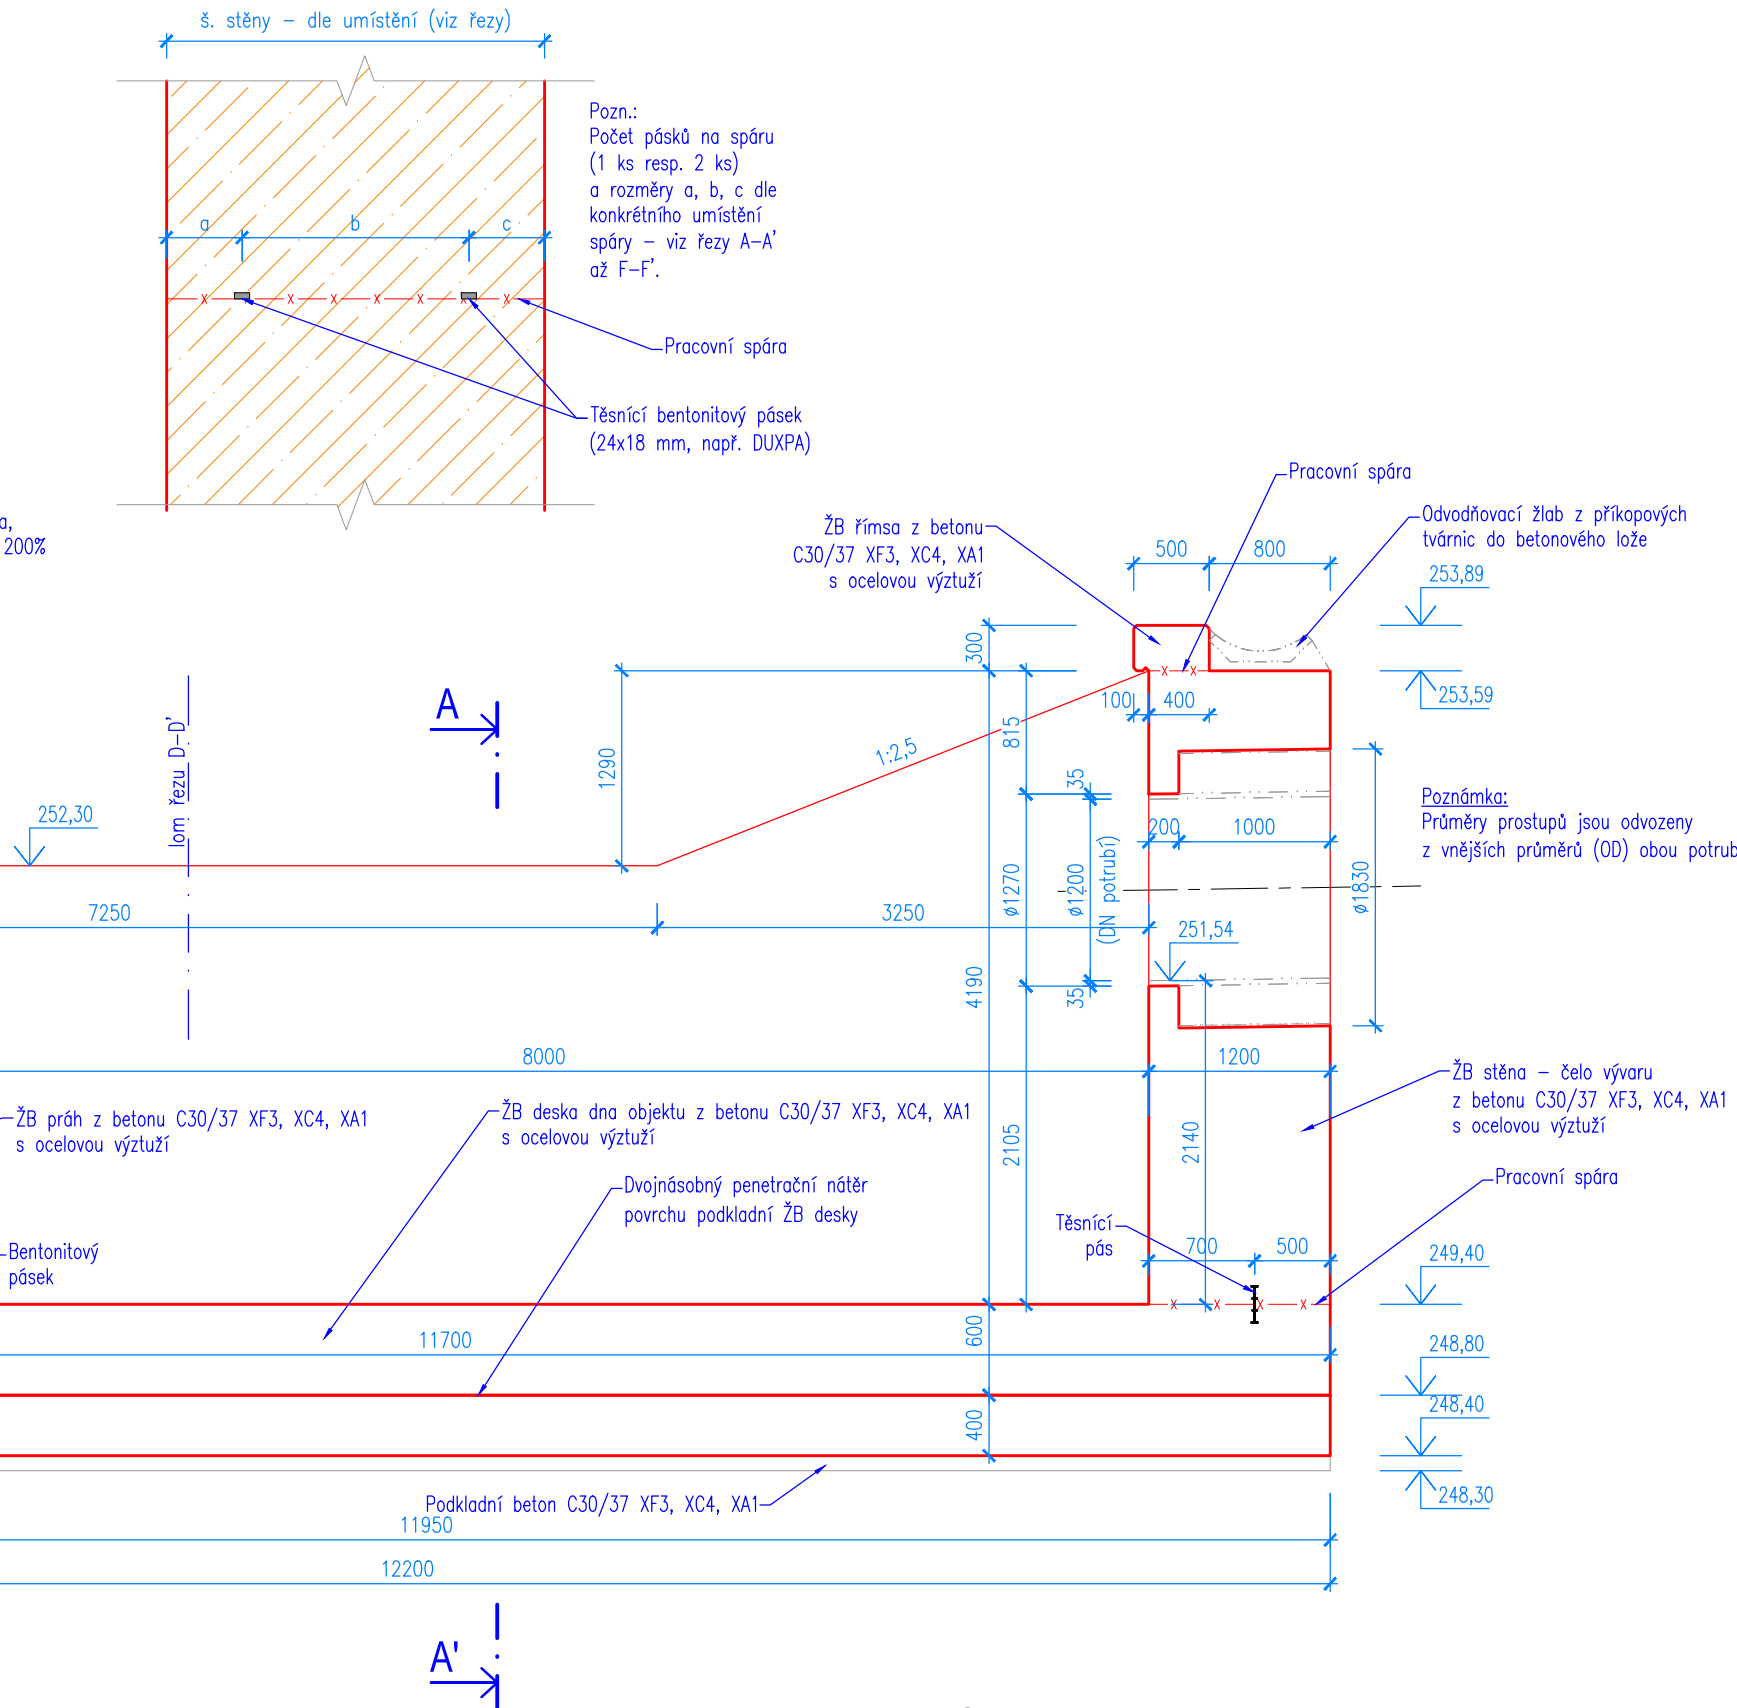 š. stěny – dle umístění (viz řezy)
Pozn.:
Počet pásků na spáru
(1 ks resp. 2 ks)
a rozměry a, b, c dle
konkrétního umístění
spáry – viz řezy A–A'
až F–F'.
a
b
c
Pracovní spára
Těsnící bentonitový pásek
(24x18 mm, např. DUXPA)
a,
200%
Pracovní spára
ŽB římsa z betonu
C30/37 XF3, XC4, XA1
s ocelovou výztuží
Odvodňovací žlab z příkopových
tvárnic do betonového lože
500
800
253,89
300
253,59
100
400
A
lom řezu D–D'
1290
815
1:2,5
35
252,30
200
1000
Poznámka:
Průměry prostupů jsou odvozeny
z vnějších průměrů (OD) obou potrub
ø1270
ø1200
(DN potrubí)
ø1830
7250
3250
251,54
4190
35
8000
1200
ŽB stěna – čelo vývaru
z betonu C30/37 XF3, XC4, XA1
s ocelovou výztuží
ŽB práh z betonu C30/37 XF3, XC4, XA1
s ocelovou výztuží
ŽB deska dna objektu z betonu C30/37 XF3, XC4, XA1
s ocelovou výztuží
2105
2140
Dvojnásobný penetrační nátěr
povrchu podkladní ŽB desky
Pracovní spára
Těsnící
pás
700
500
Bentonitový
pásek
249,40
11700
600
248,80
400
248,40
Podkladní beton C30/37 XF3, XC4, XA1
248,30
11950
12200
A'